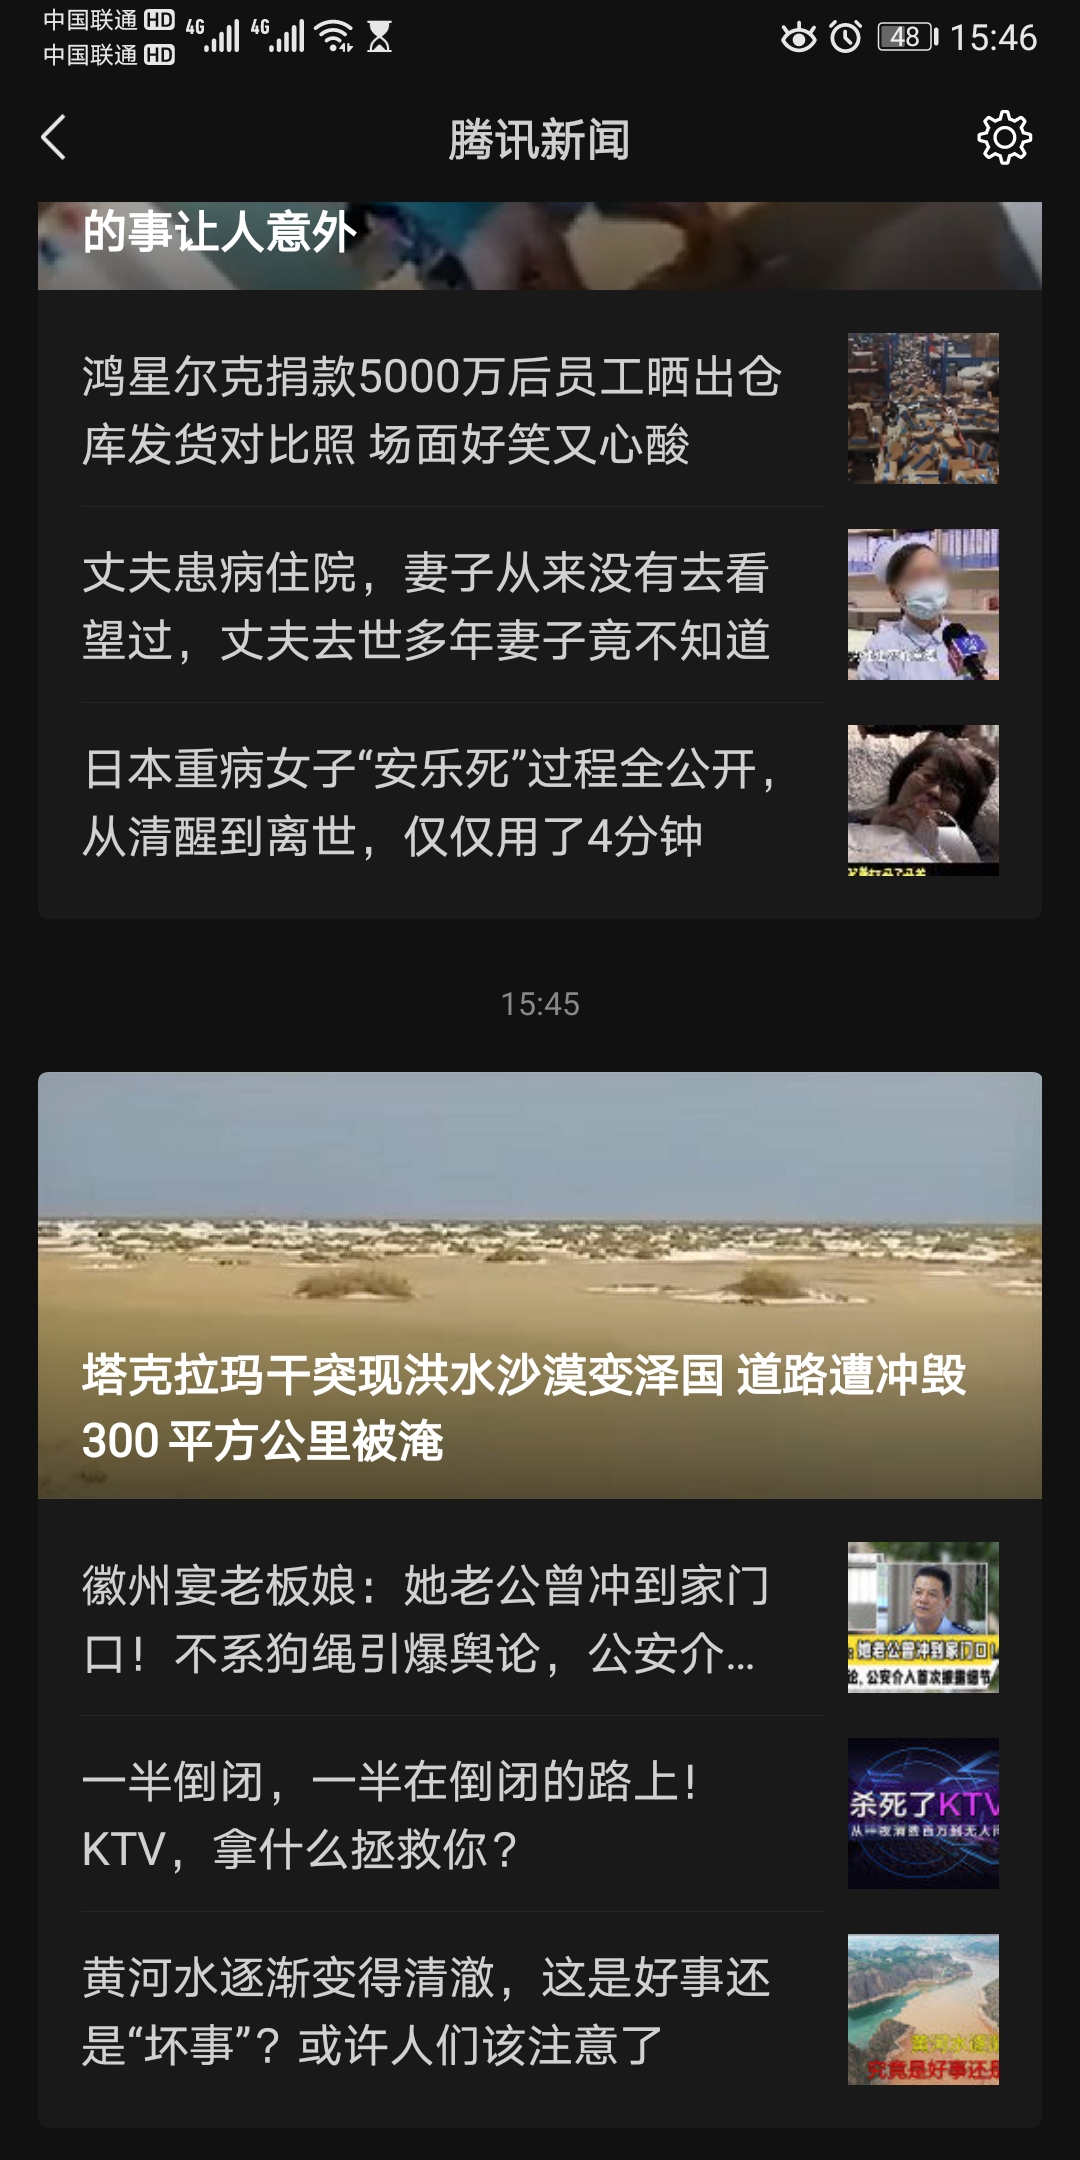 中国联通 HD 4G 4G 48 15:46
中国联通 HD
腾讯新闻
的事让人意外
鸿星尔克捐款5000万后员工晒出仓
库发货对比照 场面好笑又心酸
丈夫患病住院，妻子从来没有去看
望过，丈夫去世多年妻子竟不知道
日本重病女子“安乐死”过程全公开，
从清醒到离世，仅仅用了4分钟
15:45
塔克拉玛干突现洪水沙漠变泽国 道路遭冲毁
300 平方公里被淹
徽州宴老板娘：她老公曾冲到家门
口！不系狗绳引爆舆论，公安介...
：她老公曾冲到家门口！
论，公安介入首次披露细节
一半倒闭，一半在倒闭的路上！
KTV，拿什么拯救你？
杀死了KTV
从一夜消费百万到无人问
黄河水逐渐变得清澈，这是好事还
是“坏事”？或许人们该注意了
黄河水逐
究竟是好事还是